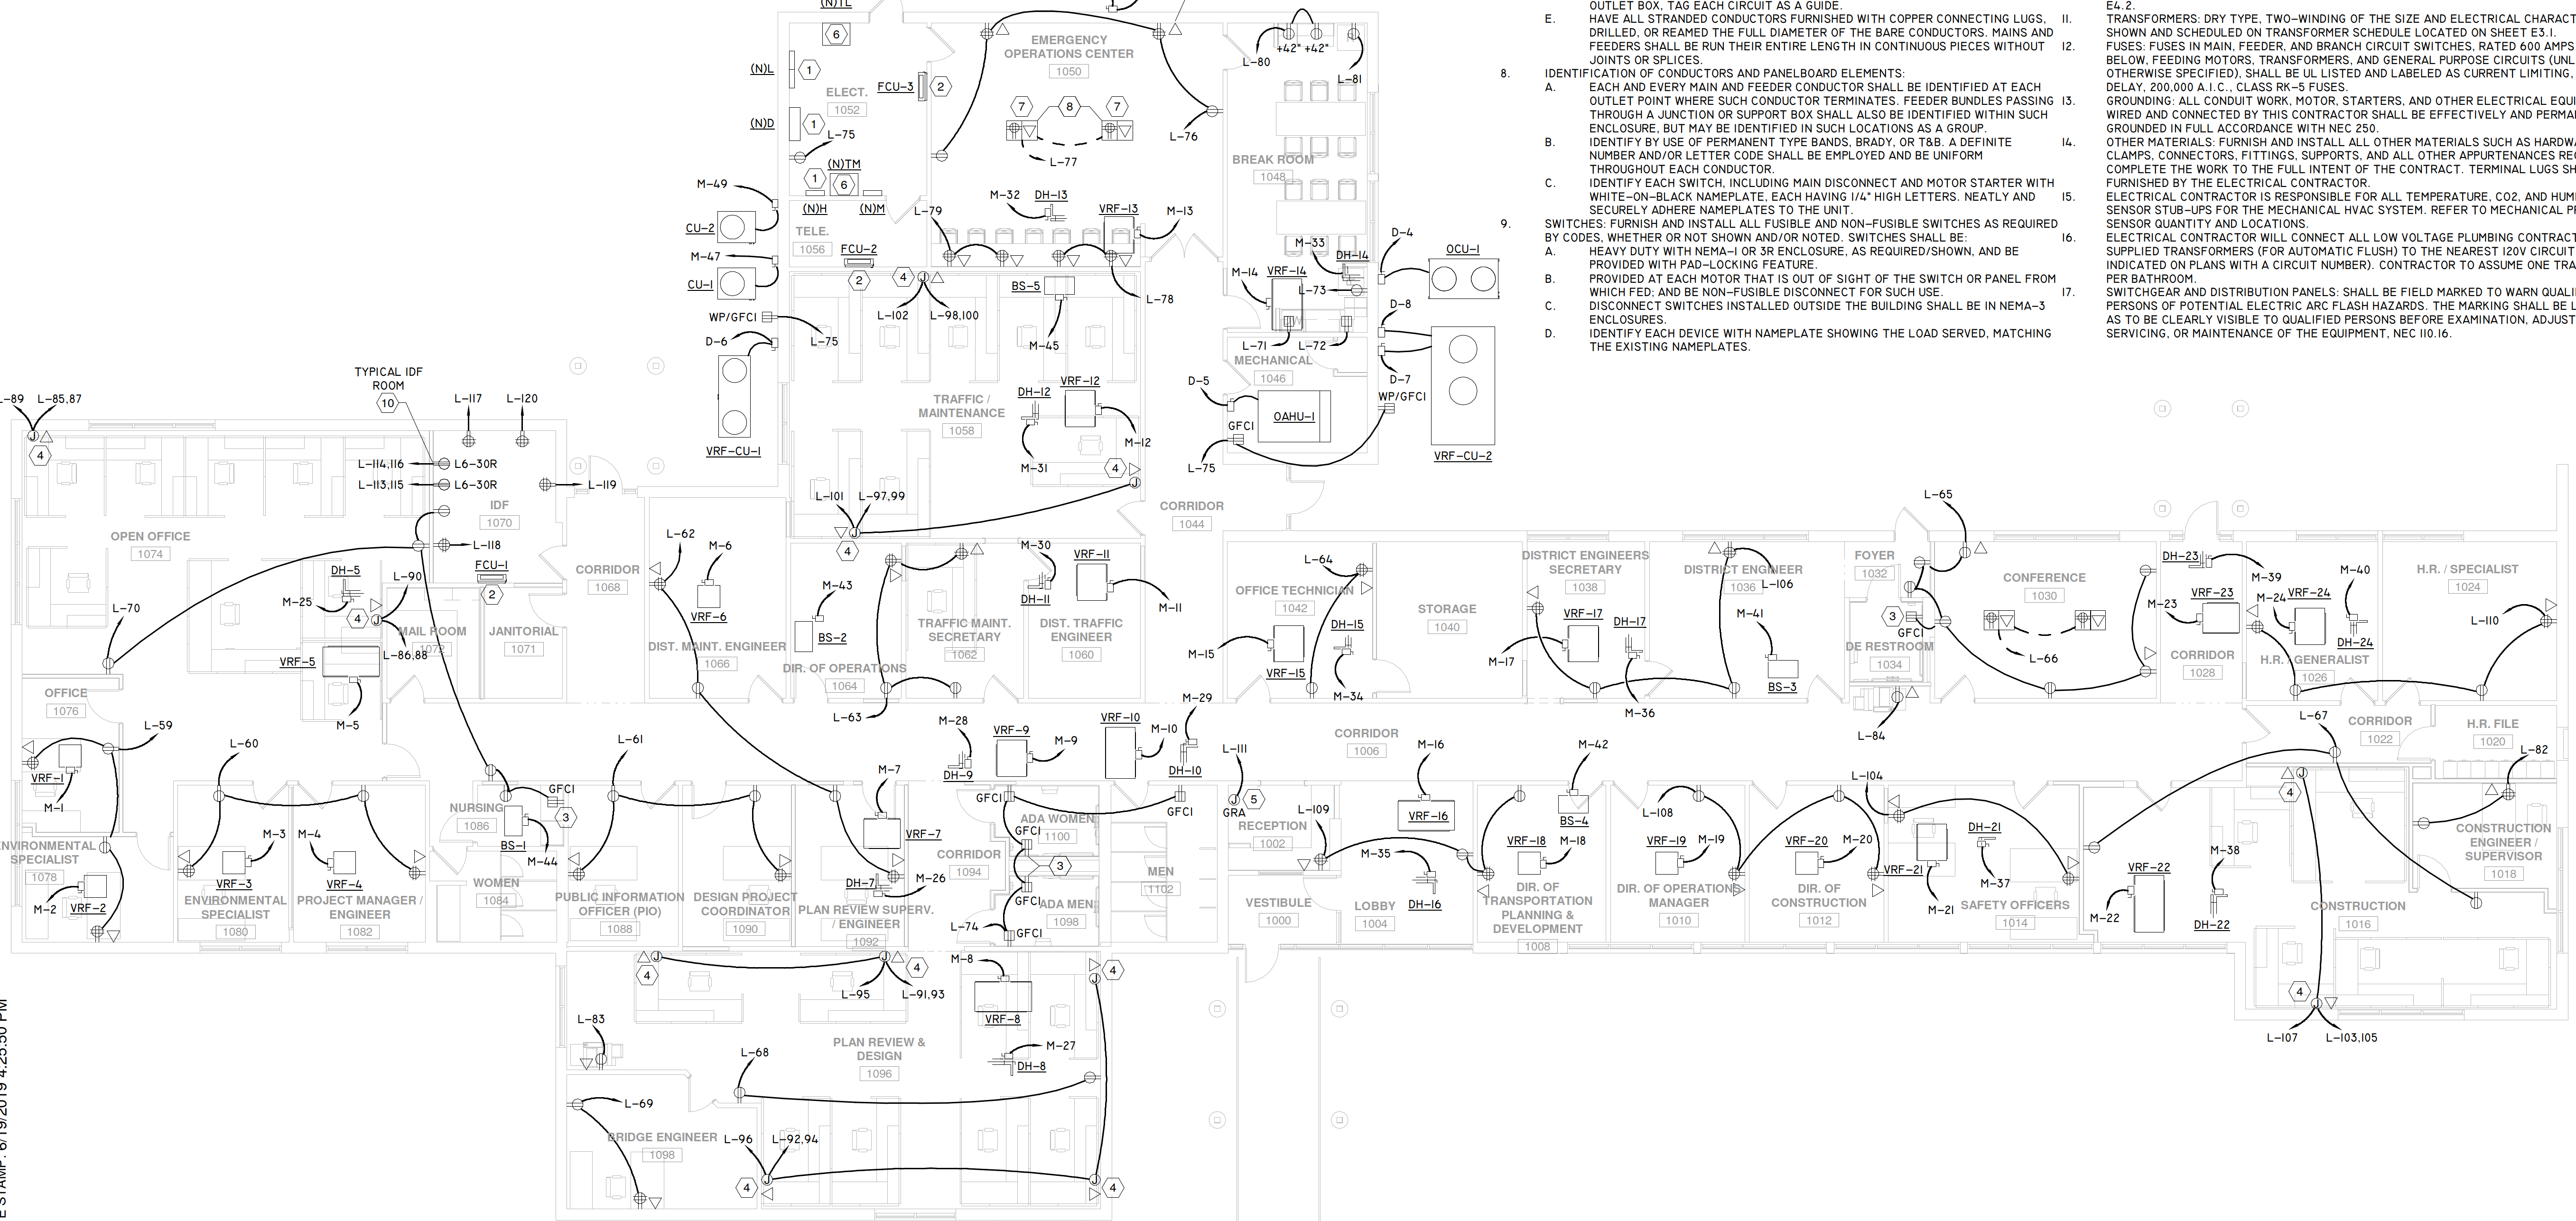 (N)TL
EMERGENCY
OPERATIONS CENTER
1050
6
(N)L
1
ELECT.
1052
FCU-3
2
7
8
7
(N)D
1
L-75
L-77
L-76
(N)TM
1
6
(N)H
(N)M
L-80
+42" +42"
L-81
BREAK ROOM
1048
M-49
CU-2
M-47
CU-1
TELE.
1056
FCU-2
2
L-79
M-32
DH-13
VRF-13
M-13
L-78
M-33
DH-14
M-14
VRF-14
L-73
D-4
OCU-1
D-8
L-71
L-72
D-7
MECHANICAL
1046
D-5
WP/GFCI
OAHU-1
GFCI
L-75
VRF-CU-2
WP/GFCI
L-75
D-6
VRF-CU-1
4
L-102
L-98,100
BS-5
M-45
TRAFFIC /
MAINTENANCE
1058
DH-12
VRF-12
M-12
M-31
4
L-101
L-97,99
4
CORRIDOR
1044
OUTLET BOX, TAG EACH CIRCUIT AS A GUIDE.
E. HAVE ALL STRANDED CONDUCTORS FURNISHED WITH COPPER CONNECTING LUGS,
DRILLED, OR REAMED THE FULL DIAMETER OF THE BARE CONDUCTORS. MAINS AND
FEEDERS SHALL BE RUN THEIR ENTIRE LENGTH IN CONTINUOUS PIECES WITHOUT
JOINTS OR SPLICES.
8. IDENTIFICATION OF CONDUCTORS AND PANELBOARD ELEMENTS:
A. EACH AND EVERY MAIN AND FEEDER CONDUCTOR SHALL BE IDENTIFIED AT EACH
OUTLET POINT WHERE SUCH CONDUCTOR TERMINATES. FEEDER BUNDLES PASSING
THROUGH A JUNCTION OR SUPPORT BOX SHALL ALSO BE IDENTIFIED WITHIN SUCH
ENCLOSURE, BUT MAY BE IDENTIFIED IN SUCH LOCATIONS AS A GROUP.
B. IDENTIFY BY USE OF PERMANENT TYPE BANDS, BRADY, OR T&B. A DEFINITE
NUMBER AND/OR LETTER CODE SHALL BE EMPLOYED AND BE UNIFORM
THROUGHOUT EACH CONDUCTOR.
C. IDENTIFY EACH SWITCH, INCLUDING MAIN DISCONNECT AND MOTOR STARTER WITH
WHITE-ON-BLACK NAMEPLATE, EACH HAVING 1/4" HIGH LETTERS. NEATLY AND
SECURELY ADHERE NAMEPLATES TO THE UNIT.
9. SWITCHES: FURNISH AND INSTALL ALL FUSIBLE AND NON-FUSIBLE SWITCHES AS REQUIRED
BY CODES, WHETHER OR NOT SHOWN AND/OR NOTED. SWITCHES SHALL BE:
A. HEAVY DUTY WITH NEMA-1 OR 3R ENCLOSURE, AS REQUIRED/SHOWN, AND BE
PROVIDED WITH PAD-LOCKING FEATURE.
B. PROVIDED AT EACH MOTOR THAT IS OUT OF SIGHT OF THE SWITCH OR PANEL FROM
WHICH FED; AND BE NON-FUSIBLE DISCONNECT FOR SUCH USE.
C. DISCONNECT SWITCHES INSTALLED OUTSIDE THE BUILDING SHALL BE IN NEMA-3
ENCLOSURES.
D. IDENTIFY EACH DEVICE WITH NAMEPLATE SHOWING THE LOAD SERVED, MATCHING
THE EXISTING NAMEPLATES.
E4.2.
11. TRANSFORMERS: DRY TYPE, TWO-WINDING OF THE SIZE AND ELECTRICAL CHARACT
SHOWN AND SCHEDULED ON TRANSFORMER SCHEDULE LOCATED ON SHEET E3.1.
12. FUSES: FUSES IN MAIN, FEEDER, AND BRANCH CIRCUIT SWITCHES, RATED 600 AMPS
BELOW, FEEDING MOTORS, TRANSFORMERS, AND GENERAL PURPOSE CIRCUITS (UNL
OTHERWISE SPECIFIED), SHALL BE UL LISTED AND LABELED AS CURRENT LIMITING,
DELAY, 200,000 A.I.C., CLASS RK-5 FUSES.
13. GROUNDING: ALL CONDUIT WORK, MOTOR, STARTERS, AND OTHER ELECTRICAL EQUI
WIRED AND CONNECTED BY THIS CONTRACTOR SHALL BE EFFECTIVELY AND PERMA
GROUNDED IN FULL ACCORDANCE WITH NEC 250.
14. OTHER MATERIALS: FURNISH AND INSTALL ALL OTHER MATERIALS SUCH AS HARDWA
CLAMPS, CONNECTORS, FITTINGS, SUPPORTS, AND ALL OTHER APPURTENANCES REQ
COMPLETE THE WORK TO THE FULL INTENT OF THE CONTRACT. TERMINAL LUGS SH
FURNISHED BY THE ELECTRICAL CONTRACTOR.
15. ELECTRICAL CONTRACTOR IS RESPONSIBLE FOR ALL TEMPERATURE, CO2, AND HUMI
SENSOR STUB-UPS FOR THE MECHANICAL HVAC SYSTEM. REFER TO MECHANICAL P
SENSOR QUANTITY AND LOCATIONS.
16. ELECTRICAL CONTRACTOR WILL CONNECT ALL LOW VOLTAGE PLUMBING CONTRACT
SUPPLIED TRANSFORMERS (FOR AUTOMATIC FLUSH) TO THE NEAREST 120V CIRCUIT
INDICATED ON PLANS WITH A CIRCUIT NUMBER). CONTRACTOR TO ASSUME ONE TRA
PER BATHROOM.
17. SWITCHGEAR AND DISTRIBUTION PANELS: SHALL BE FIELD MARKED TO WARN QUALI
PERSONS OF POTENTIAL ELECTRIC ARC FLASH HAZARDS. THE MARKING SHALL BE L
AS TO BE CLEARLY VISIBLE TO QUALIFIED PERSONS BEFORE EXAMINATION, ADJUST
SERVICING, OR MAINTENANCE OF THE EQUIPMENT, NEC 110.16.
TYPICAL IDF
ROOM
10
L-89
L-85,87
4
L-117
L-120
L-114,116
L6-30R
L-113,115
L6-30R
L-119
IDF
1070
L-118
FCU-1
2
OPEN OFFICE
1074
DH-5
M-25
L-90
4
L-70
MAIL ROOM
1072
L-86,88
JANITORIAL
1071
VRF-5
M-5
CORRIDOR
1068
L-62
M-6
VRF-6
DIST. MAINT. ENGINEER
1066
M-43
BS-2
DIR. OF OPERATIONS
1064
L-63
TRAFFIC MAINT.
SECRETARY
1062
M-30
DH-11
VRF-11
M-11
DIST. TRAFFIC
ENGINEER
1060
L-64
OFFICE TECHNICIAN
1042
M-15
VRF-15
DH-15
M-34
STORAGE
1040
DISTRICT ENGINEERS
SECRETARY
1038
VRF-17
M-17
DH-17
M-36
DISTRICT ENGINEER
1036
L-106
M-41
BS-3
FOYER
1032
3
GFCI
DE RESTROOM
1034
L-84
L-65
CONFERENCE
1030
L-66
DH-23
M-39
M-23
VRF-23
CORRIDOR
1028
M-24
VRF-24
M-40
DH-24
H.R. / GENERALIST
1026
H.R. / SPECIALIST
1024
L-110
OFFICE
1076
L-59
VRF-1
M-1
ENVIRONMENTAL
SPECIALIST
1078
M-2
VRF-2
L-60
M-3
VRF-3
ENVIRONMENTAL
SPECIALIST
1080
M-4
VRF-4
PROJECT MANAGER /
ENGINEER
1082
NURSING
1086
GFCI
3
BS-1
M-44
WOMEN
1084
L-61
PUBLIC INFORMATION
OFFICER (PIO)
1088
DESIGN PROJECT
COORDINATOR
1090
M-7
VRF-7
DH-7
M-26
PLAN REVIEW SUPERV.
/ ENGINEER
1092
M-28
DH-9
VRF-9
M-9
VRF-10
M-10
M-29
DH-10
CORRIDOR
1094
GFCI
GFCI
ADA WOMEN
1100
GFCI
3
GFCI
ADA MEN
1098
L-74
GFCI
MEN
1102
L-111
GRA
5
RECEPTION
1002
L-109
CORRIDOR
1006
M-16
VRF-16
M-35
DH-16
VESTIBULE
1000
LOBBY
1004
M-42
BS-4
VRF-18
M-18
DIR. OF
TRANSPORTATION
PLANNING &
DEVELOPMENT
1008
L-108
VRF-19
M-19
DIR. OF OPERATIONS
MANAGER
1010
VRF-20
M-20
DIR. OF
CONSTRUCTION
1012
L-104
VRF-21
M-21
DH-21
M-37
SAFETY OFFICERS
1014
L-67
CORRIDOR
1022
H.R. FILE
1020
L-82
4
VRF-22
M-22
M-38
DH-22
CONSTRUCTION
ENGINEER /
SUPERVISOR
1018
CONSTRUCTION
1016
4
L-107
L-103,105
4
4
L-95
L-91,93
M-8
VRF-8
4
L-83
PLAN REVIEW &
DESIGN
1096
M-27
DH-8
L-68
L-69
BRIDGE ENGINEER
1098
L-96
L-92,94
4
4
E STAMP: 6/19/2019 4:25:50 PM